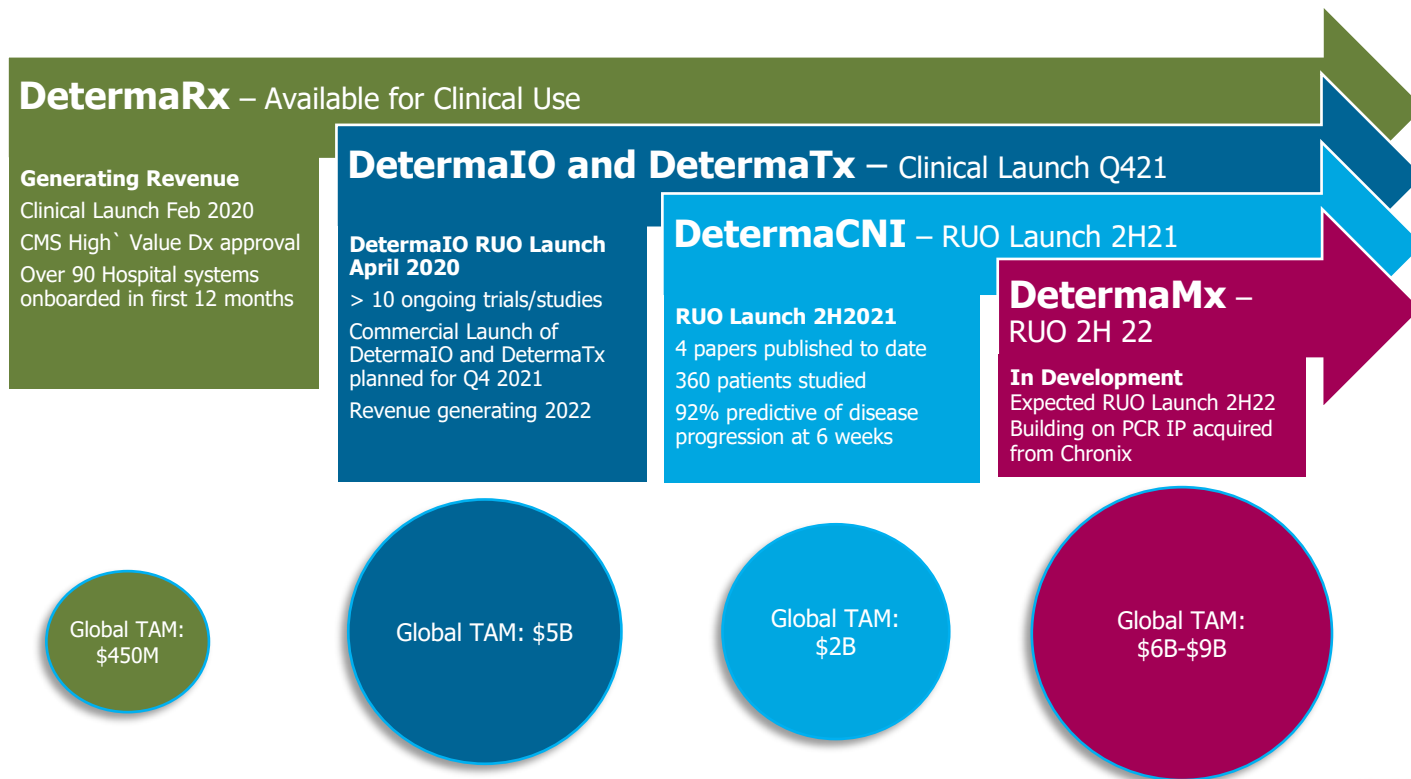 DetermaRx – Available for Clinical Use
Generating Revenue
Clinical Launch Feb 2020
CMS High` Value Dx approval
Over 90 Hospital systems
onboarded in first 12 months
DetermaIO and DetermaTx – Clinical Launch Q421
DetermaIO RUO Launch
April 2020
> 10 ongoing trials/studies
Commercial Launch of
DetermaIO and DetermaTx
planned for Q4 2021
Revenue generating 2022
DetermaCNI – RUO Launch 2H21
RUO Launch 2H2021
4 papers published to date
360 patients studied
92% predictive of disease
progression at 6 weeks
DetermaMx –
RUO 2H 22
In Development
Expected RUO Launch 2H22
Building on PCR IP acquired
from Chronix
Global TAM:
$450M
Global TAM: $5B
Global TAM:
$2B
Global TAM:
$6B-$9B